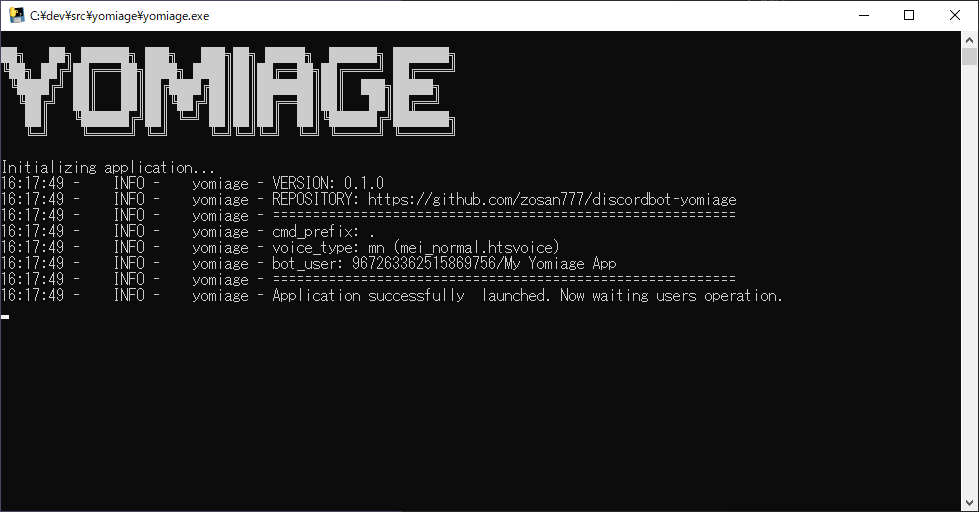 C:¥dev¥src¥yomiage¥yomiage.exe
YOMIAGE
Initializing application...
16:17:49 -    INFO -    yomiage - VERSION: 0.1.0
16:17:49 -    INFO -    yomiage - REPOSITORY: https://github.com/zosan777/discordbot-yomiage
16:17:49 -    INFO -    yomiage - ==========================================================
16:17:49 -    INFO -    yomiage - cmd_prefix: .
16:17:49 -    INFO -    yomiage - voice_type: mn (mei_normal.htsvoice)
16:17:49 -    INFO -    yomiage - bot_user: 967263362515869756/My Yomiage App
16:17:49 -    INFO -    yomiage - ==========================================================
16:17:49 -    INFO -    yomiage - Application successfully  launched. Now waiting users operation.